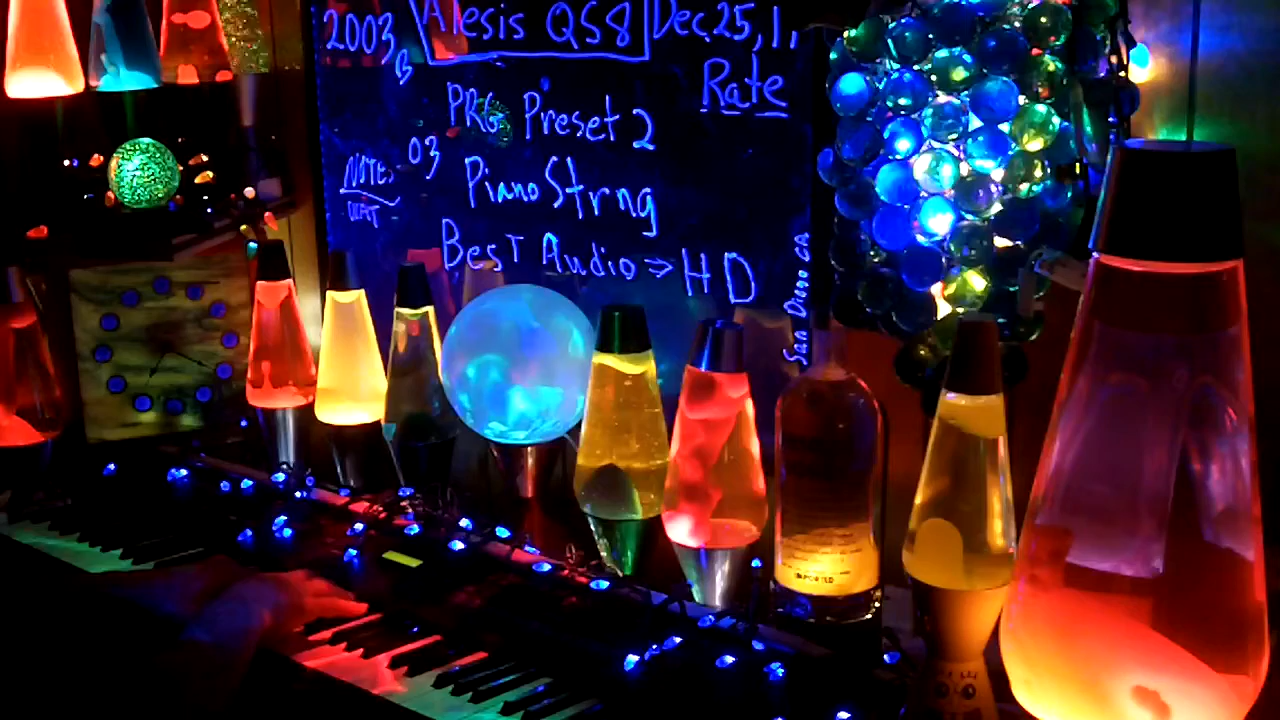 2003 Alesis QS8 Dec. 25, 1,
B
Rate
PRG Preset 2
03
Piano Strng
NOTES
Best Audio → HD
San Diego CA
IMPORTED